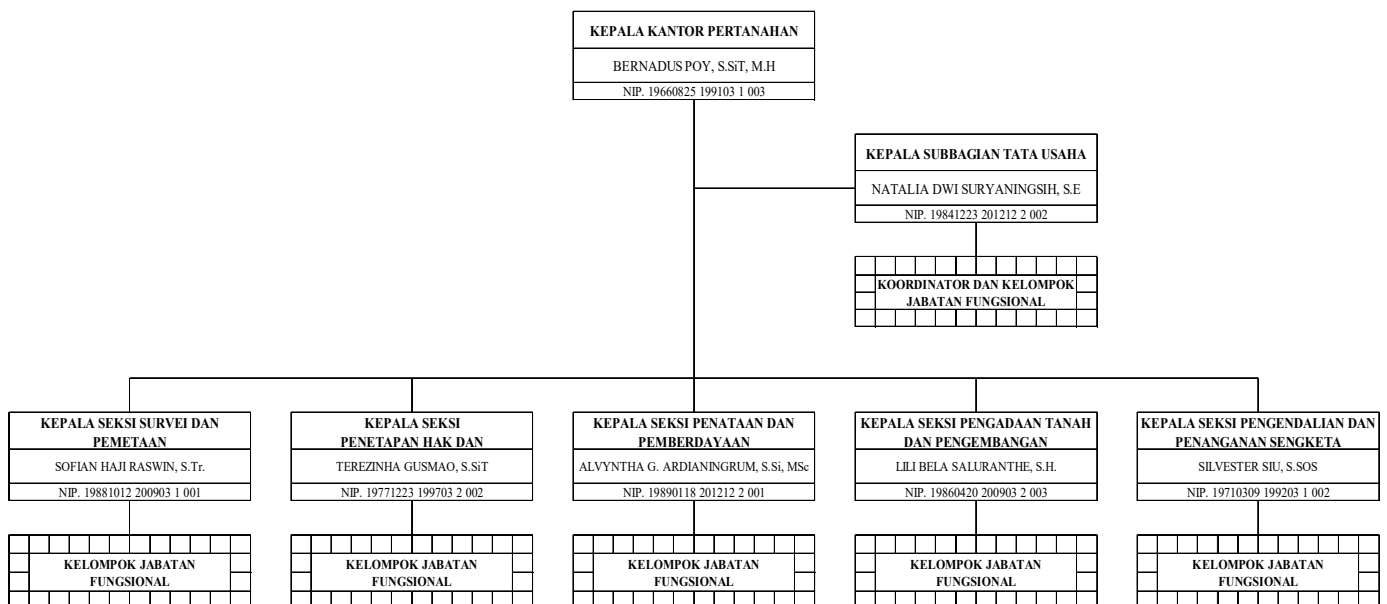 KEPALA KANTOR PERTANAHAN
BERNADUS POY, S.SiT, M.H
NIP. 19660825 199103 1 003
KEPALA SUBBAGIAN TATA USAHA
NATALIA DWI SURYANINGSIH, S.E
NIP. 19841223 201212 2 002
KOORDINATOR DAN KELOMPOK
JABATAN FUNGSIONAL
KEPALA SEKSI SURVEI DAN
PEMETAAN
SOFIAN HAJI RASWIN, S.Tr.
NIP. 19881012 200903 1 001
KELOMPOK JABATAN
FUNGSIONAL
KEPALA SEKSI
PENETAPAN HAK DAN
TEREZINHA GUSMAO, S.SiT
NIP. 19771223 199703 2 002
KELOMPOK JABATAN
FUNGSIONAL
KEPALA SEKSI PENATAAN DAN
PEMBERDAYAAN
ALVYNTHA G. ARDIANINGRUM, S.Si, MSc
NIP. 19890118 201212 2 001
KELOMPOK JABATAN
FUNGSIONAL
KEPALA SEKSI PENGADAAN TANAH
DAN PENGEMBANGAN
LILI BELA SALURANTHE, S.H.
NIP. 19860420 200903 2 003
KELOMPOK JABATAN
FUNGSIONAL
KEPALA SEKSI PENGENDALIAN DAN
PENANGANAN SENGKETA
SILVESTER SIU, S.SOS
NIP. 19710309 199203 1 002
KELOMPOK JABATAN
FUNGSIONAL